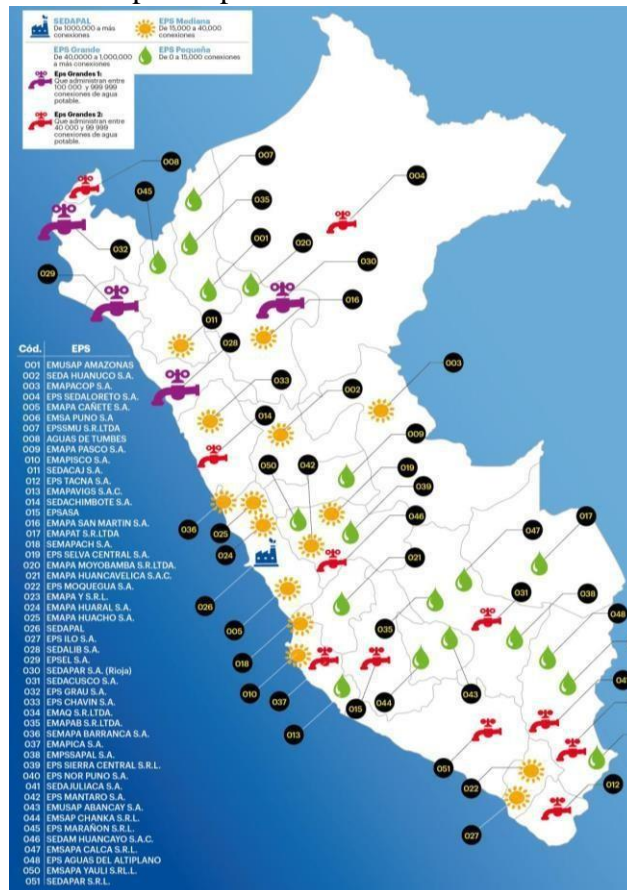 SEDAPAL
De 1000,000 a más
conexiones
EPS Mediana
De 15,000 a 40,000
conexiones
EPS Grande
De 40,0000 a 1,000,000
a más conexiones
EPS Pequeña
De 0 a 15,000 conexiones
Eps Grandes 1:
Que administran entre
100 000 y 999 999
conexiones de agua
potable.
Eps Grandes 2:
Que administran entre
40 000 y 99 999
conexiones de agua
potable.
008
007
045
004
035
032
001
020
029
030
016
011
028
033
002
003
014
009
050
042
019
039
036
025
046
047
017
024
021
026
035
031
038
005
048
018
010
037
015
044
043
013
051
022
012
027
Cód. EPS
001 EMUSAP AMAZONAS
002 SEDA HUANUCO S.A.
003 EMAPACOP S.A.
004 EPS SEDALORETO S.A.
005 EMAPA CAÑETE S.A.
006 EMSA PUNO S.A
007 EPSSMU S.R.LTDA
008 AGUAS DE TUMBES
009 EMAPA PASCO S.A.
010 EMAPISCO S.A.
011 SEDACAJ S.A.
012 EPS TACNA S.A.
013 EMAPAVIGS S.A.C.
014 SEDACHIMBOTE S.A.
015 EPSASA
016 EMAPA SAN MARTIN S.A.
017 EMAPAT S.R.LTDA
018 SEMAPACH S.A.
019 EPS SELVA CENTRAL S.A.
020 EMAPA MOYOBAMBA S.R.LTDA.
021 EMAPA HUANCAVELICA S.A.C.
022 EPS MOQUEGUA S.A.
023 EMAPA Y S.R.L.
024 EMAPA HUARAL S.A.
025 EMAPA HUACHO S.A.
026 SEDAPAL
027 EPS ILO S.A.
028 SEDALIB S.A.
029 EPSEL S.A.
030 SEDAPAR S.A. (Rioja)
031 SEDACUSCO S.A.
032 EPS GRAU S.A.
033 EPS CHAVIN S.A.
034 EMAQ S.R.LTDA.
035 EMAPAB S.R.LTDA.
036 SEMAPA BARRANCA S.A.
037 EMAPICA S.A.
038 EMPSSAPAL S.A.
039 EPS SIERRA CENTRAL S.R.L.
040 EPS NOR PUNO S.A.
041 SEDAJULIACA S.A.
042 EPS MANTARO S.A.
043 EMUSAP ABANCAY S.A.
044 EMSAP CHANKA S.R.L.
045 EPS MARAÑON S.R.L.
046 SEDAM HUANCAYO S.A.C.
047 EMSAPA CALCA S.R.L.
048 EPS AGUAS DEL ALTIPLANO
050 EMSAPA YAULI S.RL.L.
051 SEDAPAR S.R.L.